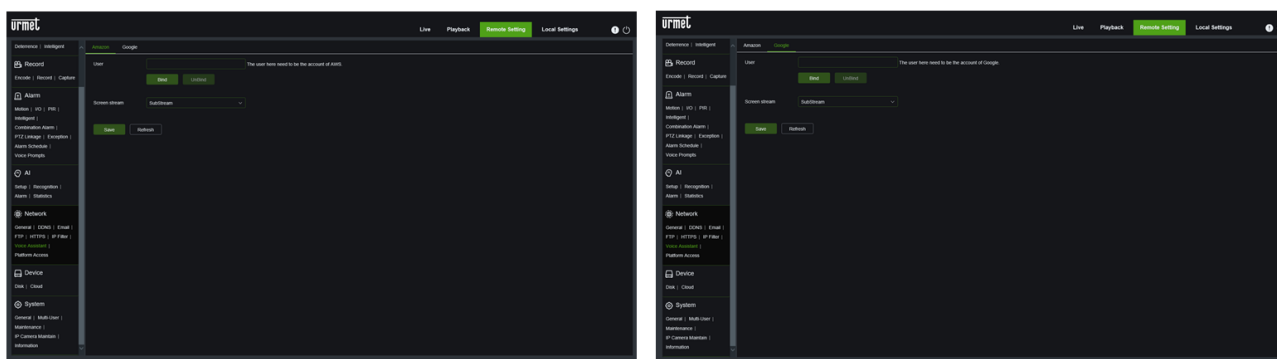 urmet
Live Playback Remote Setting Local Settings
Deterrence | Intelligent
Record
Encode | Record | Capture
Alarm
Motion | I/O | PIR |
Intelligent |
Combination Alarm |
PTZ Linkage | Exception |
Alarm Schedule |
Voice Prompts
AI
Setup | Recognition |
Alarm | Statistics
Network
General | DDNS | Email |
FTP | HTTPS | IP Filter |
Voice Assistant |
Platform Access
Device
Disk | Cloud
System
General | Multi-User |
Maintenance |
IP Camera Maintain |
Information
Amazon Google
User The user here need to be the account of AWS
Bind UnBind
Screen stream SubStream
Save Refresh
urmet
Live Playback Remote Setting Local Settings
Deterrence | Intelligent
Record
Encode | Record | Capture
Alarm
Motion | I/O | PIR |
Intelligent |
Combination Alarm |
PTZ Linkage | Exception |
Alarm Schedule |
Voice Prompts
AI
Setup | Recognition |
Alarm | Statistics
Network
General | DDNS | Email |
FTP | HTTPS | IP Filter |
Voice Assistant |
Platform Access
Device
Disk | Cloud
System
General | Multi-User |
Maintenance |
IP Camera Maintain |
Information
Amazon Google
User The user here need to be the account of Google.
Bind UnBind
Screen stream SubStream
Save Refresh